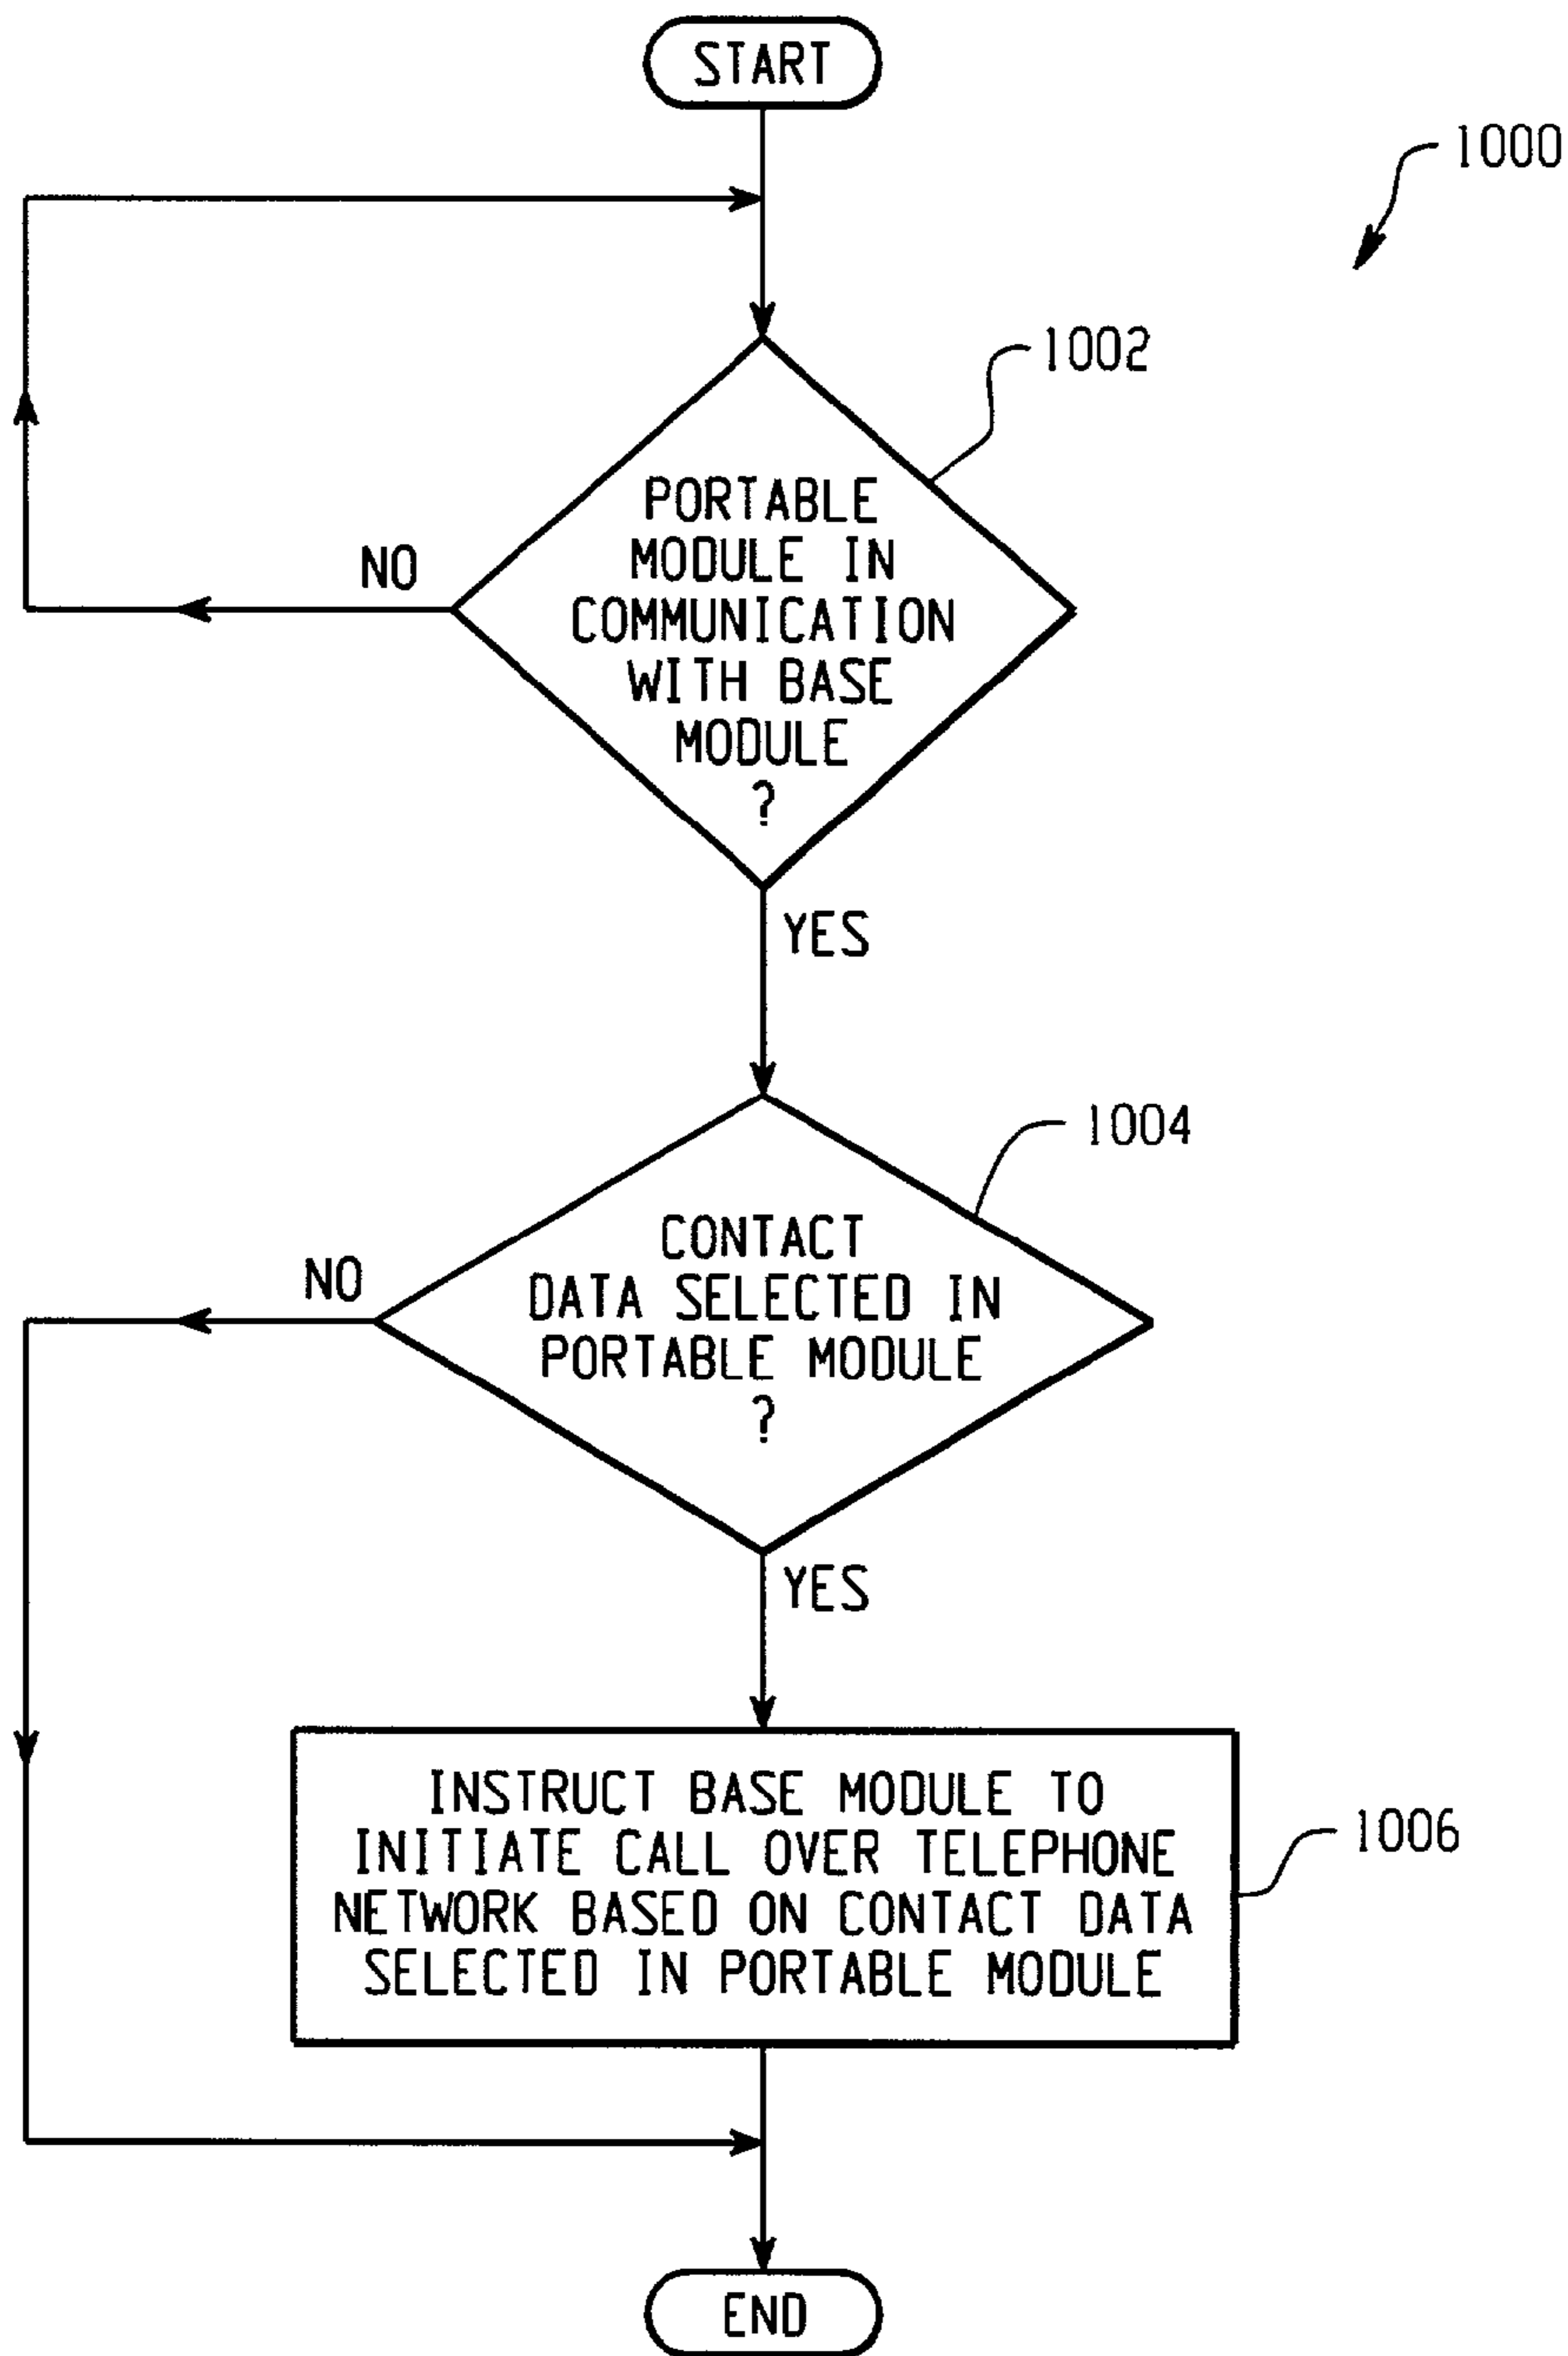 START
1000
1002
PORTABLE
MODULE IN
COMMUNICATION
WITH BASE
MODULE
?
NO
YES
1004
CONTACT
DATA SELECTED IN
PORTABLE MODULE
?
NO
YES
INSTRUCT BASE MODULE TO
INITIATE CALL OVER TELEPHONE
NETWORK BASED ON CONTACT DATA
SELECTED IN PORTABLE MODULE
1006
END